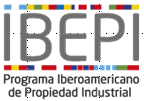 IBEPI
Programa Iberoamericano
de Propiedad Industrial